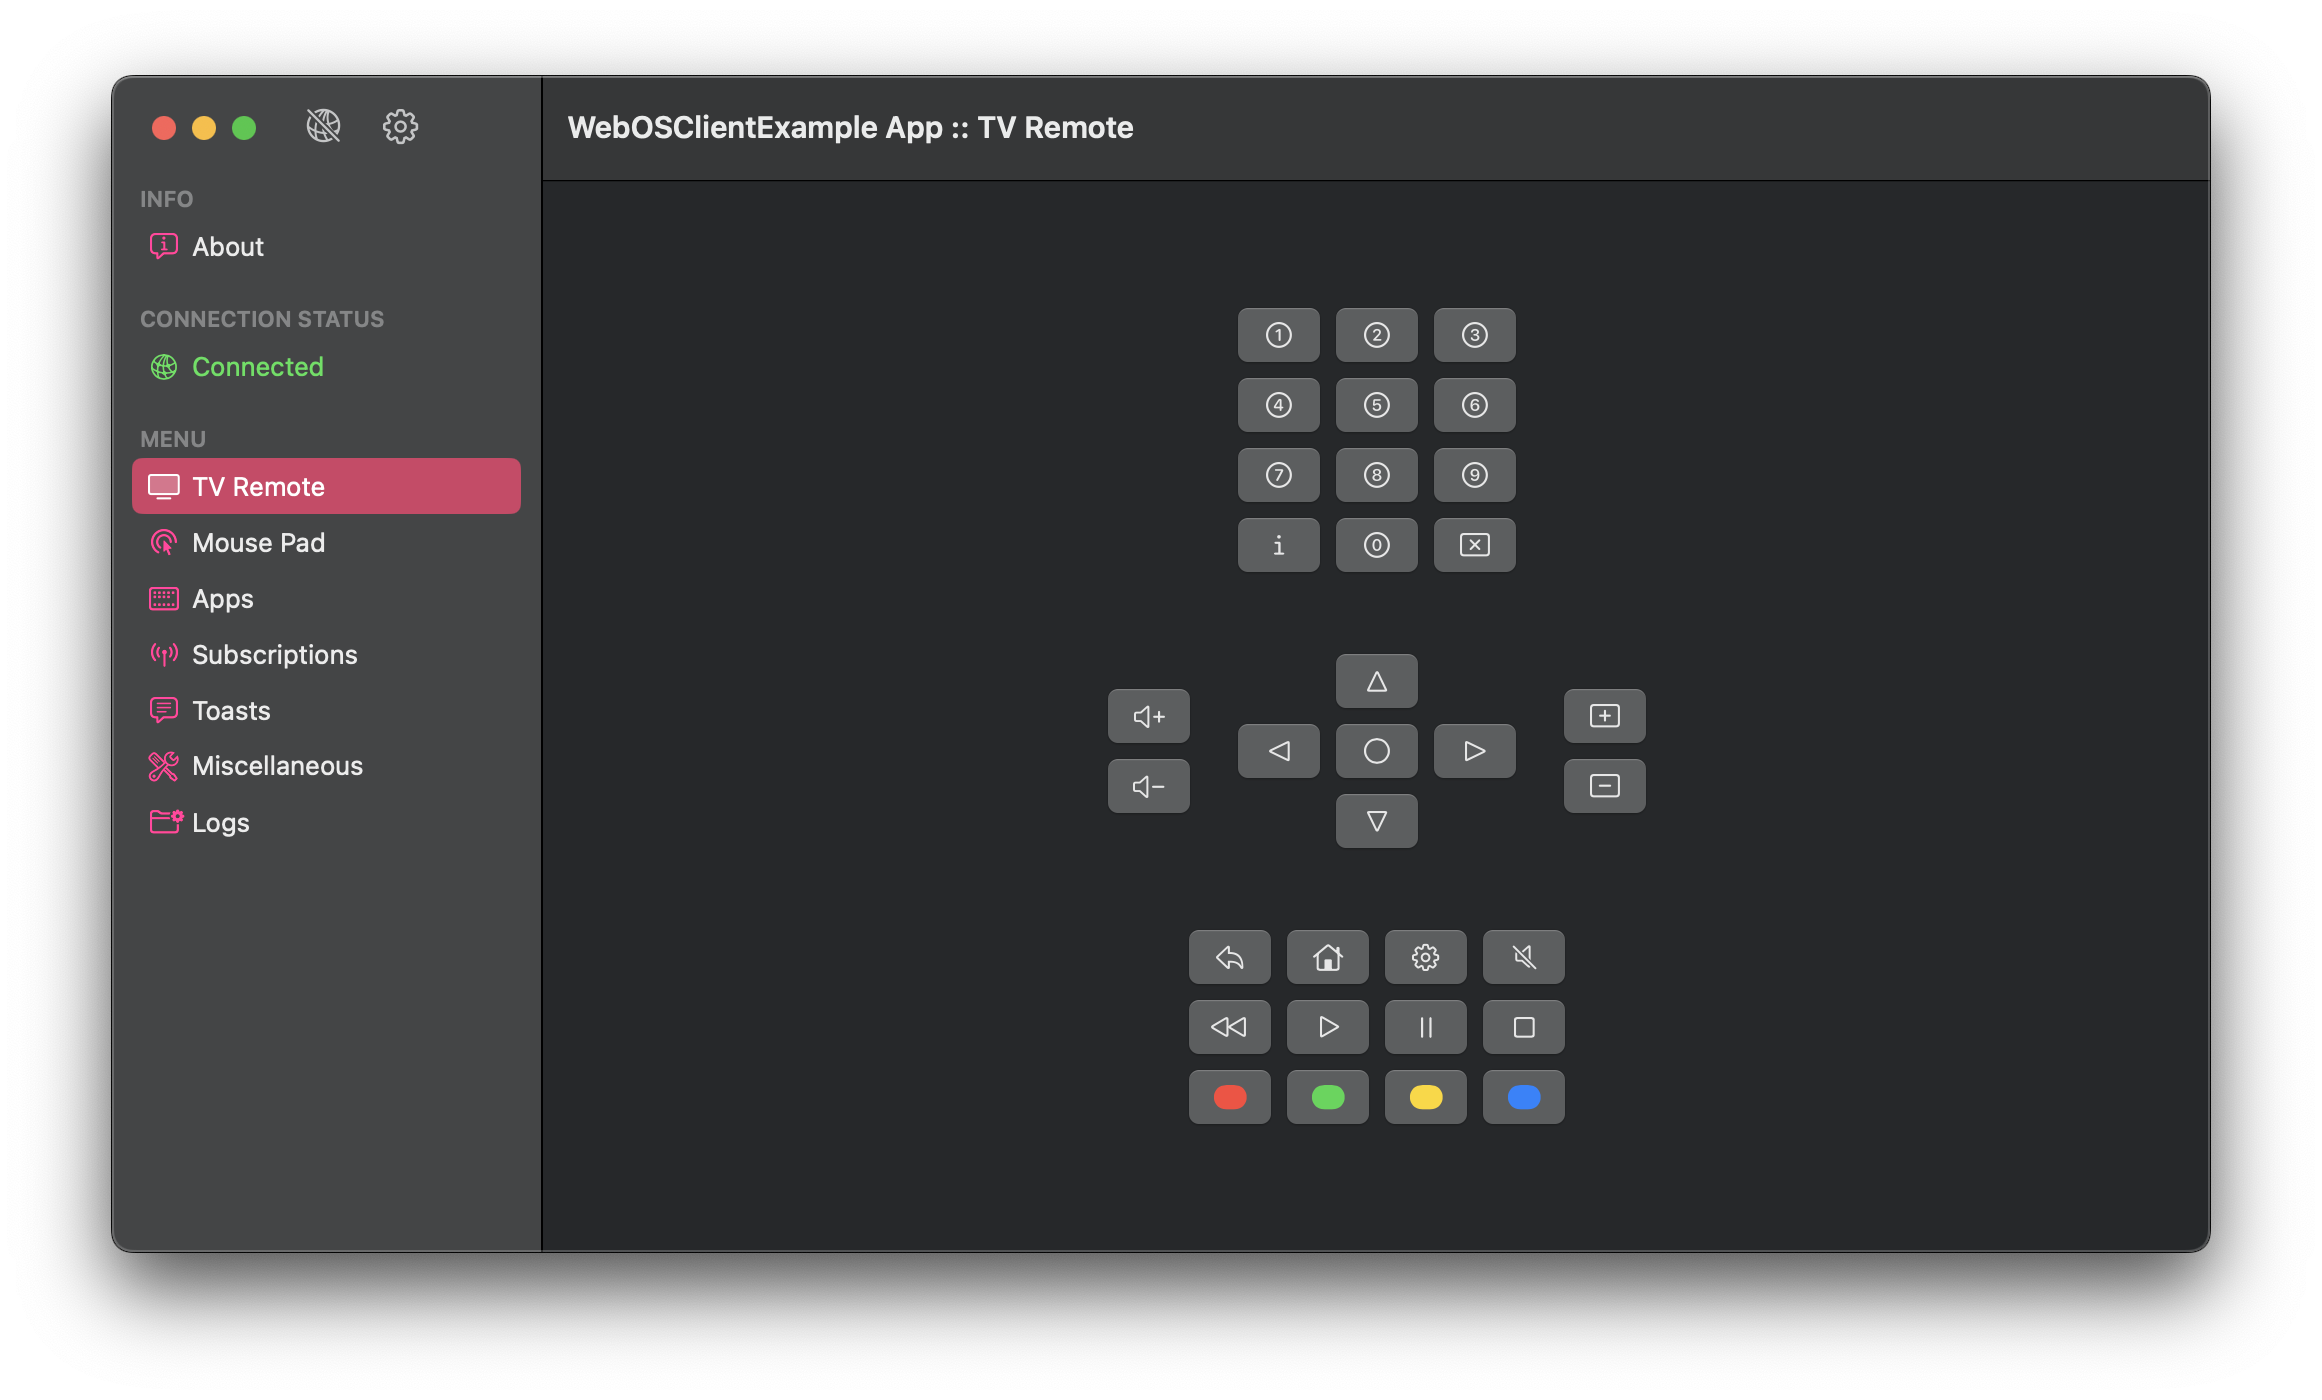 WebOSClientExample App :: TV Remote
INFO
About
CONNECTION STATUS
Connected
MENU
TV Remote
Mouse Pad
Apps
Subscriptions
Toasts
Miscellaneous
Logs
1 2 3
4 5 6
7 8 9
i 0